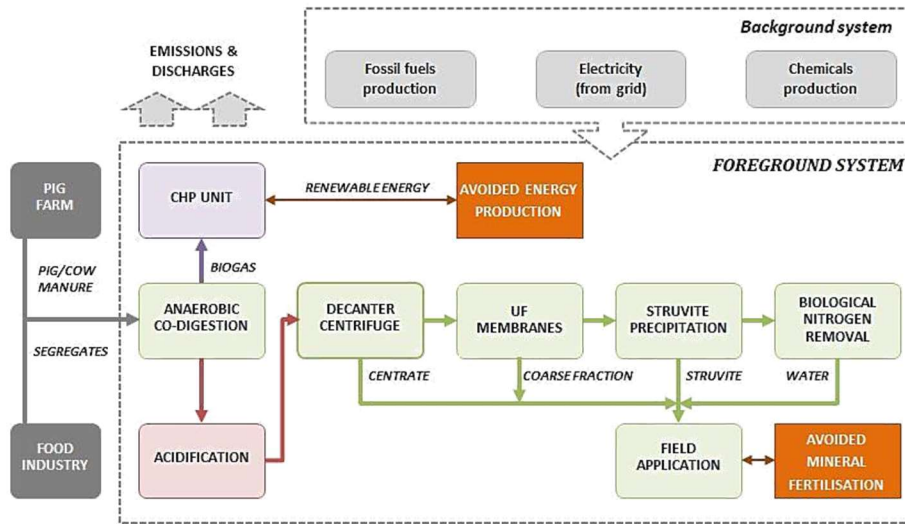 Background system
EMISSIONS &
DISCHARGES
Fossil fuels
production
Electricity
(from grid)
Chemicals
production
FOREGROUND SYSTEM
PIG
FARM
CHP UNIT
RENEWABLE ENERGY
AVOIDED ENERGY
PRODUCTION
PIG/COW
MANURE
BIOGAS
ANAEROBIC
CO-DIGESTION
DECANTER
CENTRIFUGE
UF
MEMBRANES
STRUVITE
PRECIPITATION
BIOLOGICAL
NITROGEN
REMOVAL
SEGREGATES
CENTRATE
COARSE FRACTION
STRUVITE
WATER
FOOD
INDUSTRY
ACIDIFICATION
FIELD
APPLICATION
AVOIDED
MINERAL
FERTILISATION